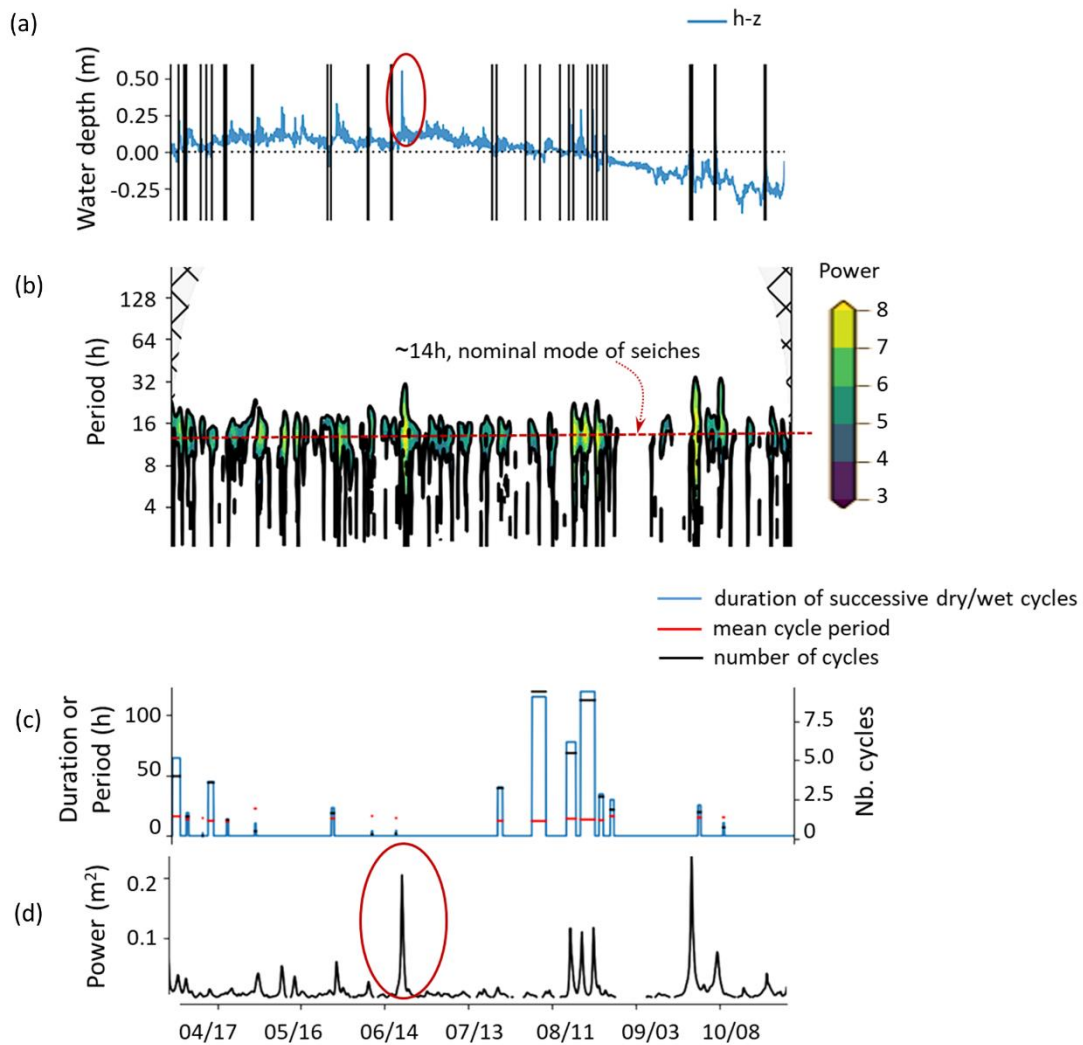 (a)
h-z
Water depth (m)
0.50
0.25
0.00
-0.25
(b)
Power
Period (h)
128
64
32
16
8
4
~14h, nominal mode of seiches
8
7
6
5
4
3
duration of successive dry/wet cycles
mean cycle period
number of cycles
(c)
Duration or
Period (h)
100
50
0
7.5
5.0
2.5
0
Nb. cycles
(d)
Power (m²)
0.2
0.1
04/17 05/16 06/14 07/13 08/11 09/03 10/08